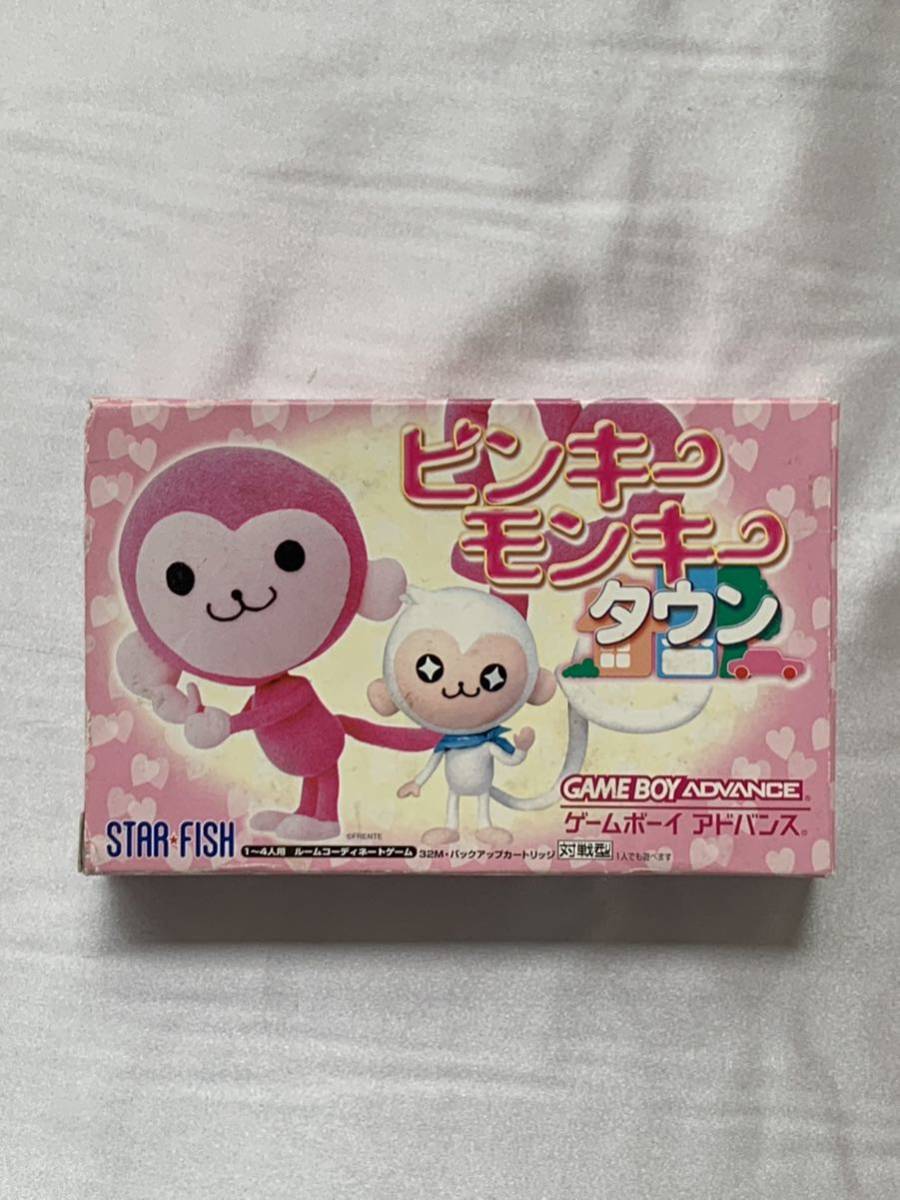 ピンキー
モンキー
タウン
GAME BOY ADVANCE
ゲームボーイ アドバンス
STAR★FISH
©FRENTE
1~4人用 ルームコーディネートゲーム 32M・バックアップカートリッジ 対戦型 1人でも遊べます